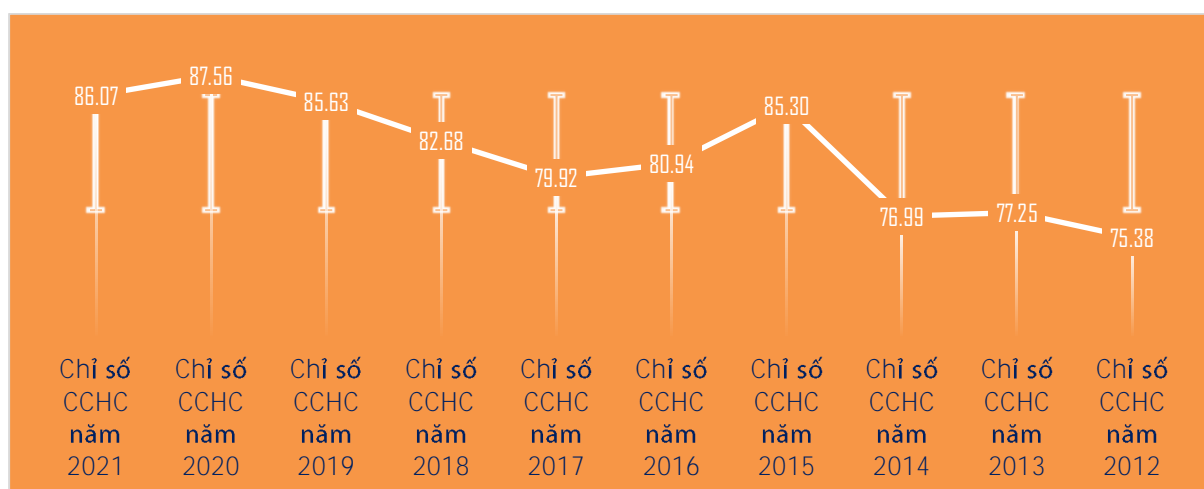 86.07
87.56
85.63
82.68
79.92
80.94
85.30
76.99
77.25
75.38
Chỉ số
CCHC
năm
2021
Chỉ số
CCHC
năm
2020
Chỉ số
CCHC
năm
2019
Chỉ số
CCHC
năm
2018
Chỉ số
CCHC
năm
2017
Chỉ số
CCHC
năm
2016
Chỉ số
CCHC
năm
2015
Chỉ số
CCHC
năm
2014
Chỉ số
CCHC
năm
2013
Chỉ số
CCHC
năm
2012